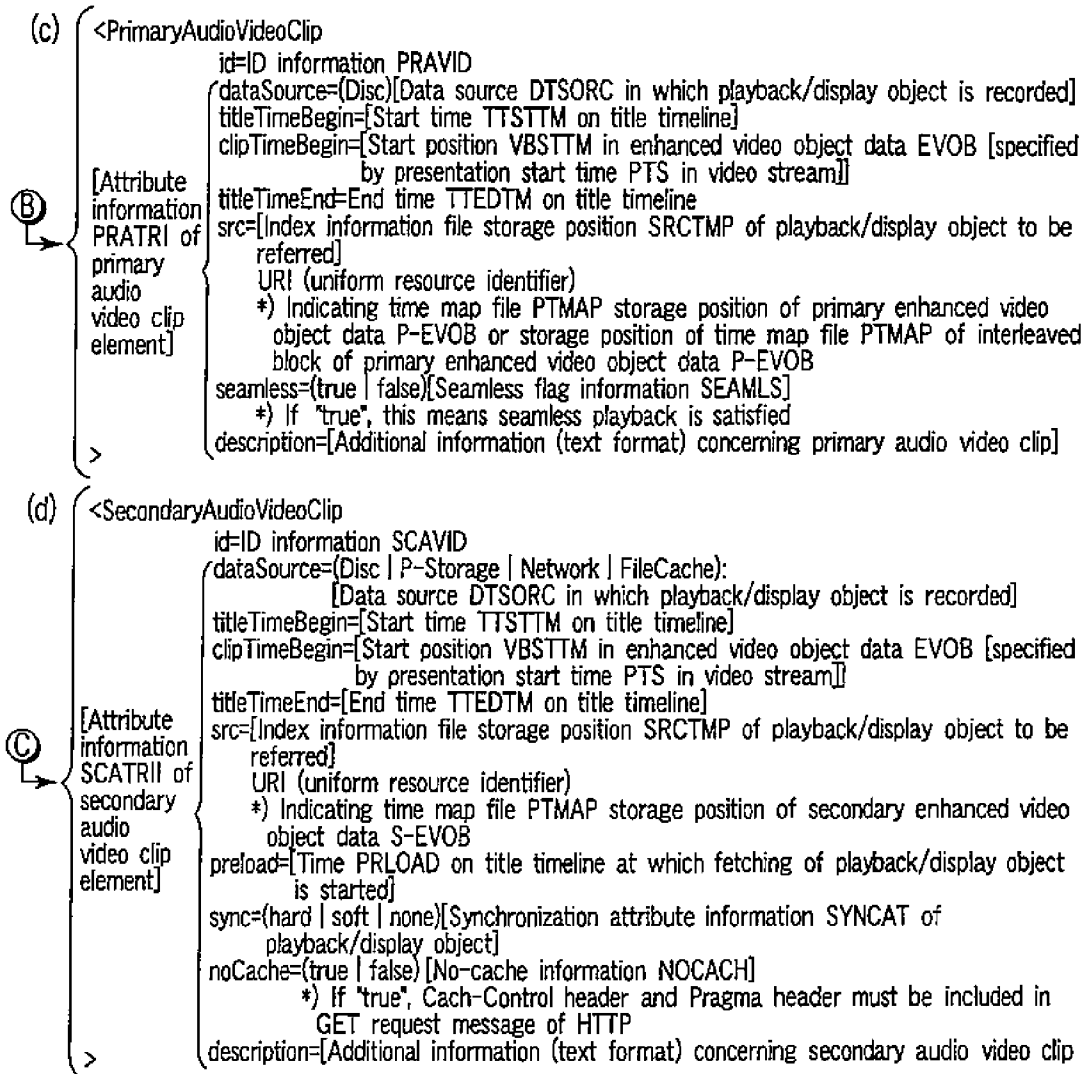 (c)
<PrimaryAudioVideoClip
id=ID information PRAVID
dataSource=(Disc)[Data source DTSORC in which playback/display object is recorded]
titleTimeBegin=[Start time TTSTTM on title timeline]
clipTimeBegin=[Start position VBSTTM in enhanced video object data EVOB [specified
by presentation start time PTS in video stream]]
titleTimeEnd=End time TTEDTM on title timeline
src=[Index information file storage position SRCTMP of playback/display object to be
referred]
URI (uniform resource identifier)
*) Indicating time map file PTMAP storage position of primary enhanced video
object data P-EVOB or storage position of time map file PTMAP of interleaved
block of primary enhanced video object data P-EVOB
seamless=(true | false)[Seamless flag information SEAMLS]
*) If "true", this means seamless playback is satisfied
description=[Additional information (text format) concerning primary audio video clip]
>
B
[Attribute
information
PRATRI of
primary
audio
video clip
element]
(d)
<SecondaryAudioVideoClip
id=ID information SCAVID
dataSource=(Disc | P-Storage | Network | FileCache):
[Data source DTSORC in which playback/display object is recorded]
titleTimeBegin=[Start time TTSTTM on title timeline]
clipTimeBegin=[Start position VBSTTM in enhanced video object data EVOB [specified
by presentation start time PTS in video stream]]
titleTimeEnd=[End time TTEDTM on title timeline]
src=[Index information file storage position SRCTMP of playback/display object to be
referred]
URI (uniform resource identifier)
*) Indicating time map file PTMAP storage position of secondary enhanced video
object data S-EVOB
preload=[Time PRLOAD on title timeline at which fetching of playback/display object
is started]
sync=(hard | soft | none)[Synchronization attribute information SYNCAT of
playback/display object]
noCache=(true | false) [No-cache information NOCACH]
*) If "true", Cach-Control header and Pragma header must be included in
GET request message of HTTP
description=[Additional information (text format) concerning secondary audio video clip
>
C
[Attribute
information
SCATRII of
secondary
audio
video clip
element]